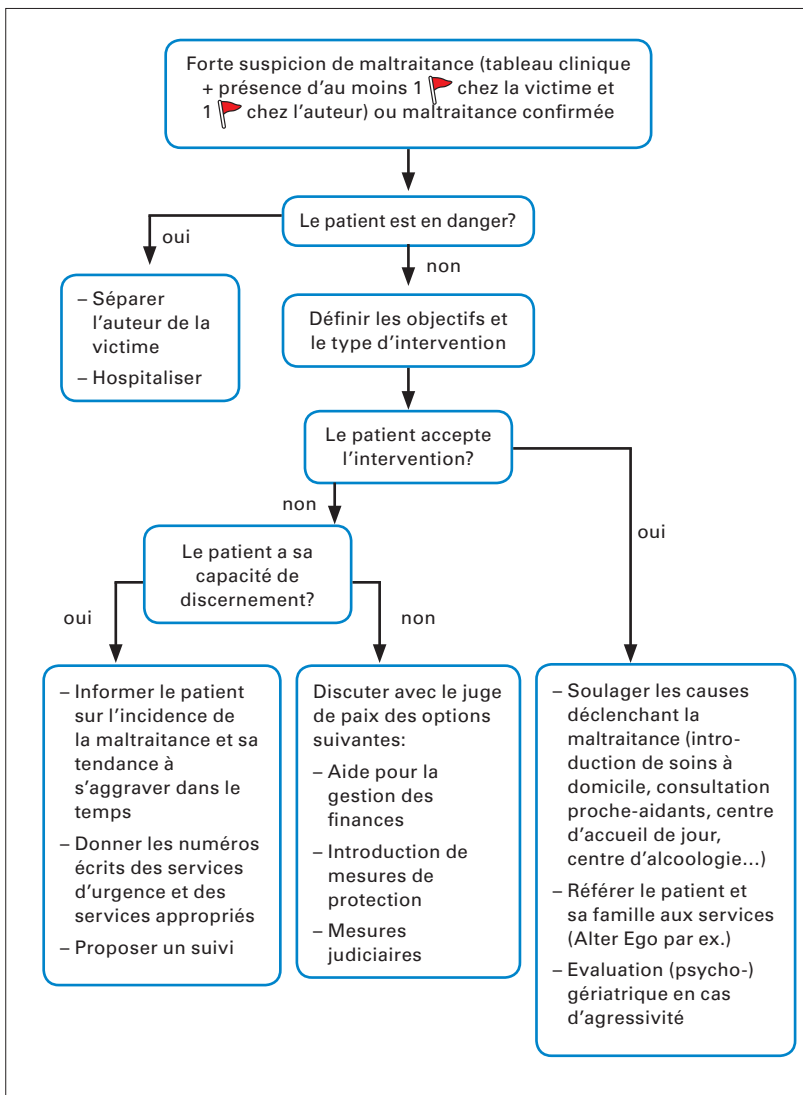 Forte suspicion de maltraitance (tableau clinique
+ présence d'au moins 1 chez la victime et
1 chez l'auteur) ou maltraitance confirmée
Le patient est en danger?
oui
non
– Séparer
l'auteur de la
victime
– Hospitaliser
Définir les objectifs et
le type d'intervention
Le patient accepte
l'intervention?
non
oui
Le patient a sa
capacité de
discernement?
oui
non
– Informer le patient
sur l'incidence de
la maltraitance et sa
tendance à
s'aggraver dans le
temps
– Donner les numéros
écrits des services
d'urgence et des
services appropriés
– Proposer un suivi
Discuter avec le juge
de paix des options
suivantes:
– Aide pour la
gestion des
finances
– Introduction de
mesures de
protection
– Mesures
judiciaires
– Soulager les causes
déclenchant la
maltraitance (intro-
duction de soins à
domicile, consultation
proche-aidants, centre
d'accueil de jour,
centre d'alcoologie...)
– Référer le patient et
sa famille aux services
(Alter Ego par ex.)
– Evaluation (psycho-)
gériatrique en cas
d'agressivité